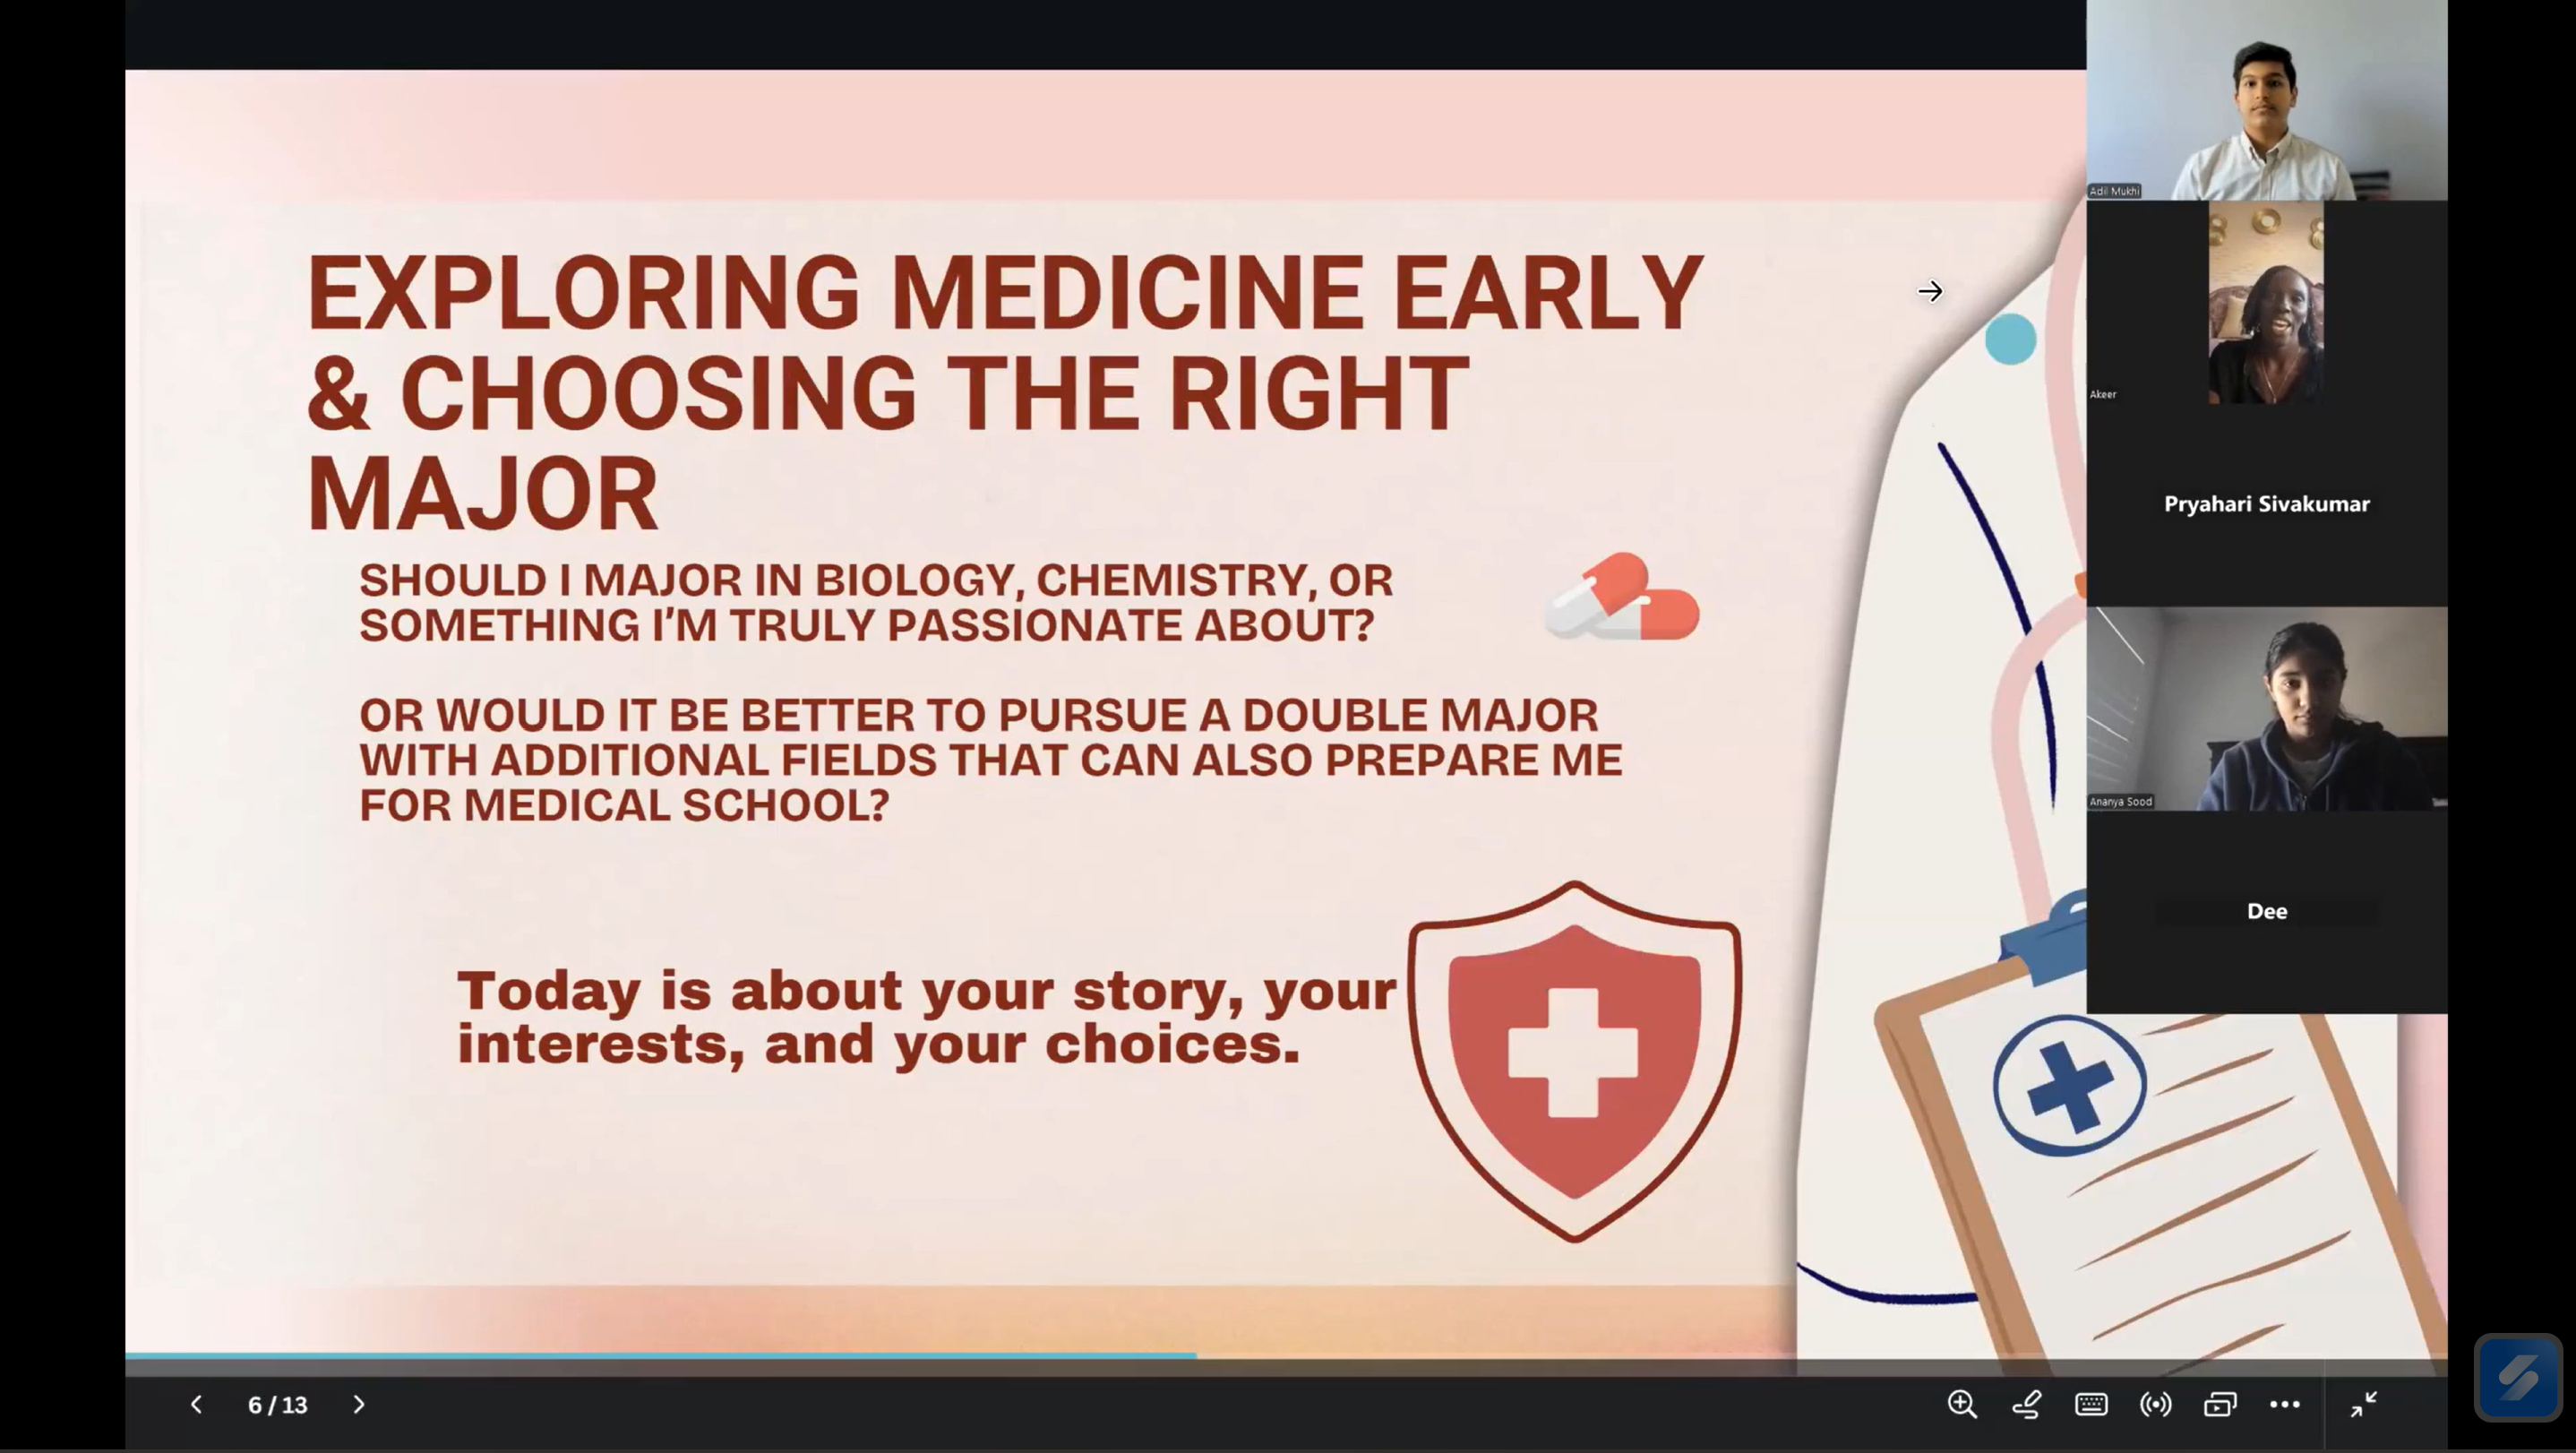 EXPLORING MEDICINE EARLY
& CHOOSING THE RIGHT
MAJOR
SHOULD I MAJOR IN BIOLOGY, CHEMISTRY, OR
SOMETHING I'M TRULY PASSIONATE ABOUT?
OR WOULD IT BE BETTER TO PURSUE A DOUBLE MAJOR
WITH ADDITIONAL FIELDS THAT CAN ALSO PREPARE ME
FOR MEDICAL SCHOOL?
Today is about your story, your
interests, and your choices.
Adil Mukhi
Akeer
Pryahari Sivakumar
Ananya Sood
Dee
6 / 13